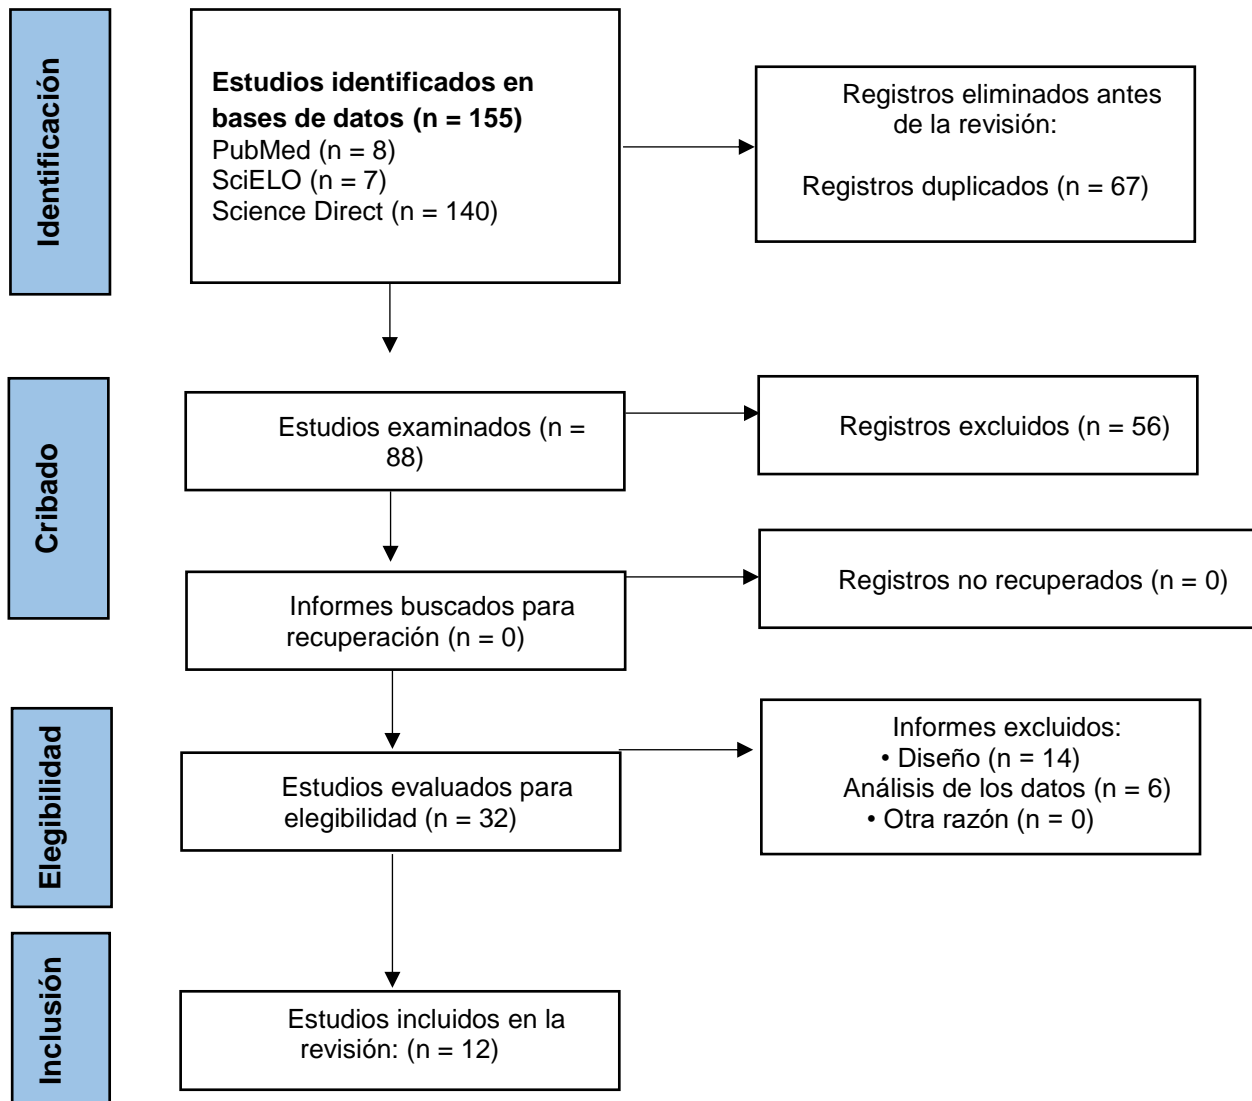 Identificación
Estudios identificados en
bases de datos (n = 155)
PubMed (n = 8)
SciELO (n = 7)
Science Direct (n = 140)
Registros eliminados antes
de la revisión:
Registros duplicados (n = 67)
Cribado
Estudios examinados (n =
88)
Registros excluidos (n = 56)
Informes buscados para
recuperación (n = 0)
Registros no recuperados (n = 0)
Elegibilidad
Estudios evaluados para
elegibilidad (n = 32)
Informes excluidos:
• Diseño (n = 14)
Análisis de los datos (n = 6)
• Otra razón (n = 0)
Inclusión
Estudios incluidos en la
revisión: (n = 12)